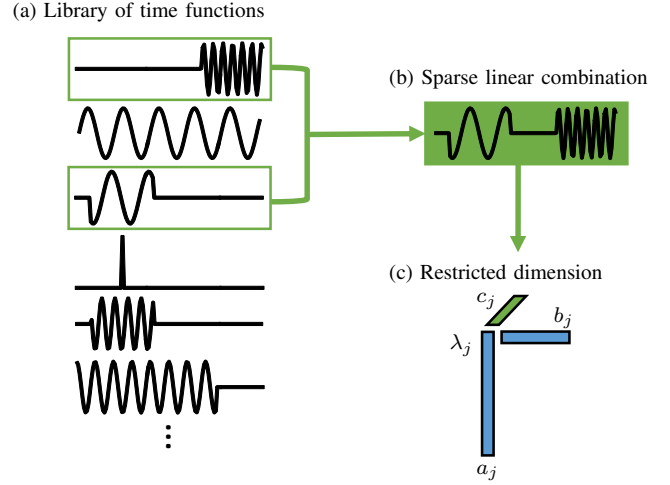 (a) Library of time functions
(b) Sparse linear combination
(c) Restricted dimension
c_j
b_j
λ_j
a_j